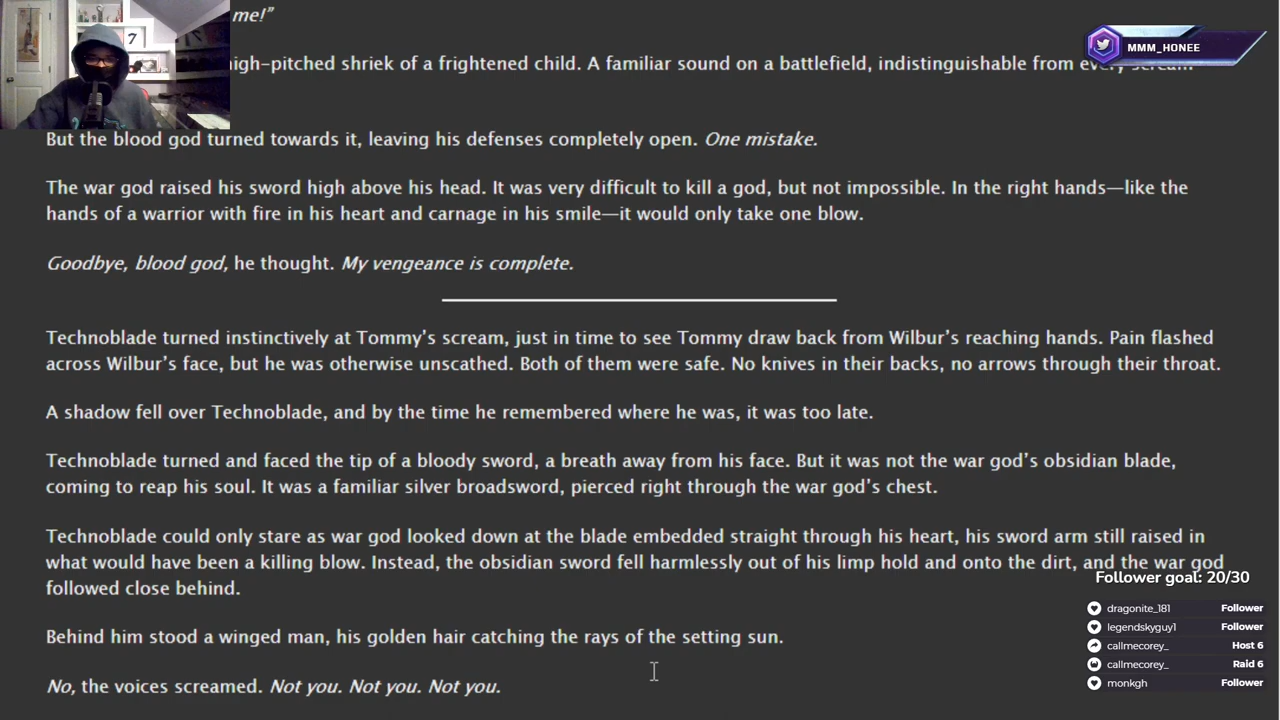 me!”
MMM_HONEE
7
high-pitched shriek of a frightened child. A familiar sound on a battlefield, indistinguishable from every scream
But the blood god turned towards it, leaving his defenses completely open. One mistake.
The war god raised his sword high above his head. It was very difficult to kill a god, but not impossible. In the right hands—like the
hands of a warrior with fire in his heart and carnage in his smile—it would only take one blow.
Goodbye, blood god, he thought. My vengeance is complete.
Technoblade turned instinctively at Tommy’s scream, just in time to see Tommy draw back from Wilbur’s reaching hands. Pain flashed
across Wilbur’s face, but he was otherwise unscathed. Both of them were safe. No knives in their backs, no arrows through their throat.
A shadow fell over Technoblade, and by the time he remembered where he was, it was too late.
Technoblade turned and faced the tip of a bloody sword, a breath away from his face. But it was not the war god’s obsidian blade,
coming to reap his soul. It was a familiar silver broadsword, pierced right through the war god’s chest.
Technoblade could only stare as war god looked down at the blade embedded straight through his heart, his sword arm still raised in
what would have been a killing blow. Instead, the obsidian sword fell harmlessly out of his limp hold and onto the dirt, and the war god
followed close behind.
Behind him stood a winged man, his golden hair catching the rays of the setting sun.
No, the voices screamed. Not you. Not you. Not you.
Follower goal: 20/30
dragonite_181 Follower
legendskyguy1 Follower
callmecorey_ Host 6
callmecorey_ Raid 6
monkgh Follower